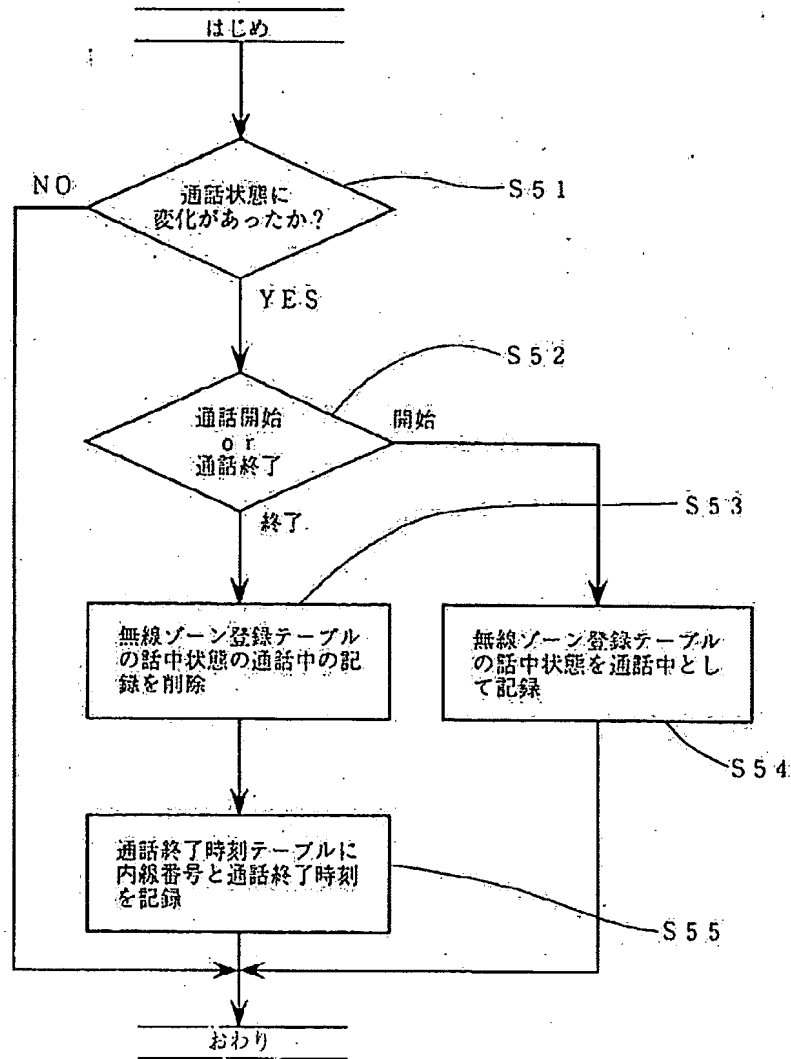 はじめ
NO
通話状態に
変化があったか?
S51
YES
S52
通話開始
or
通話終了
開始
終了
S53
無線ゾーン登録テーブル
の話中状態の通話中の記
録を削除
無線ゾーン登録テーブル
の話中状態を通話中とし
て記録
S54
通話終了時刻テーブルに
内線番号と通話終了時刻
を記録
S55
おわり